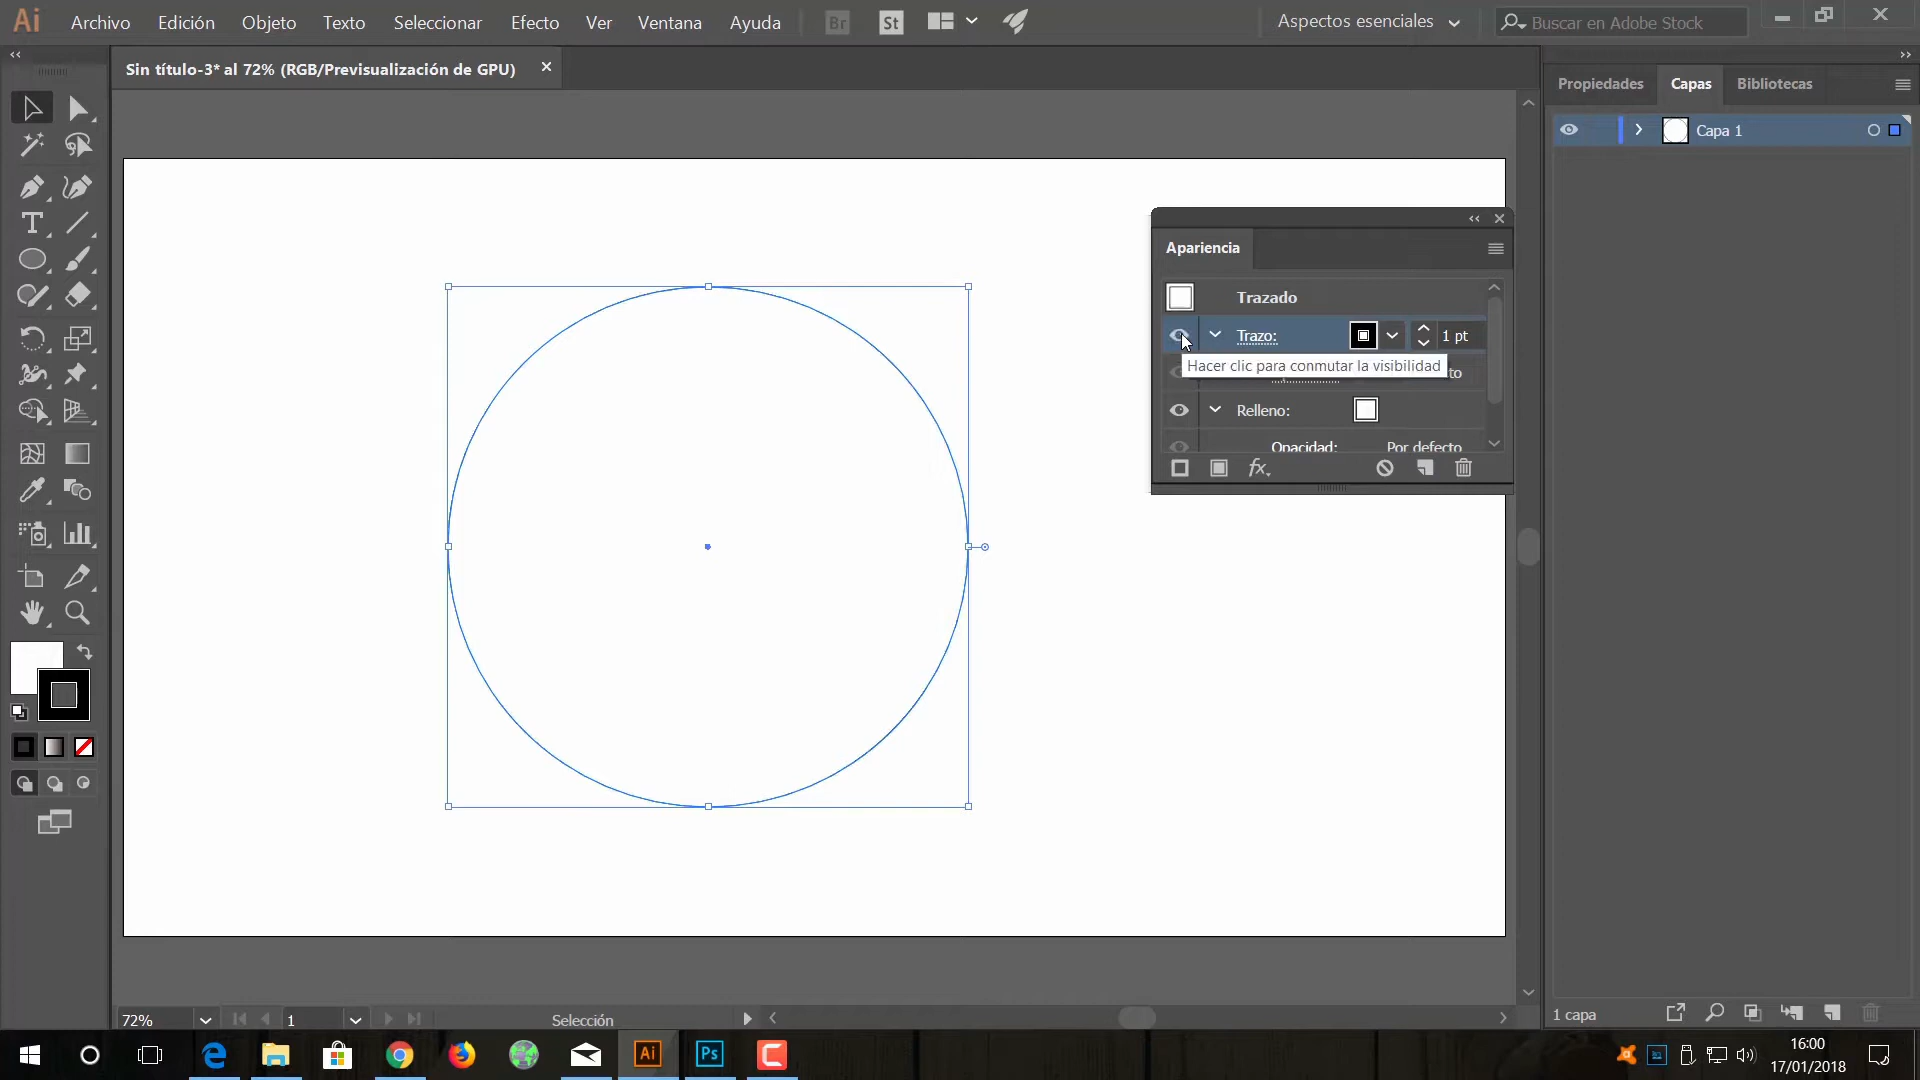 Ai Archivo Edición Objeto Texto Seleccionar Efecto Ver Ventana Ayuda Br St Aspectos esenciales Buscar en Adobe Stock
Sin título-3* al 72% (RGB/Previsualización de GPU)
Propiedades Capas Bibliotecas
Capa 1
Apariencia
Trazado
Trazo: 1 pt
Hacer clic para conmutar la visibilidad
Relleno:
Opacidad: Por defecto
fx
72% 1 Selección
1 capa
Ai Ps
16:00
17/01/2018